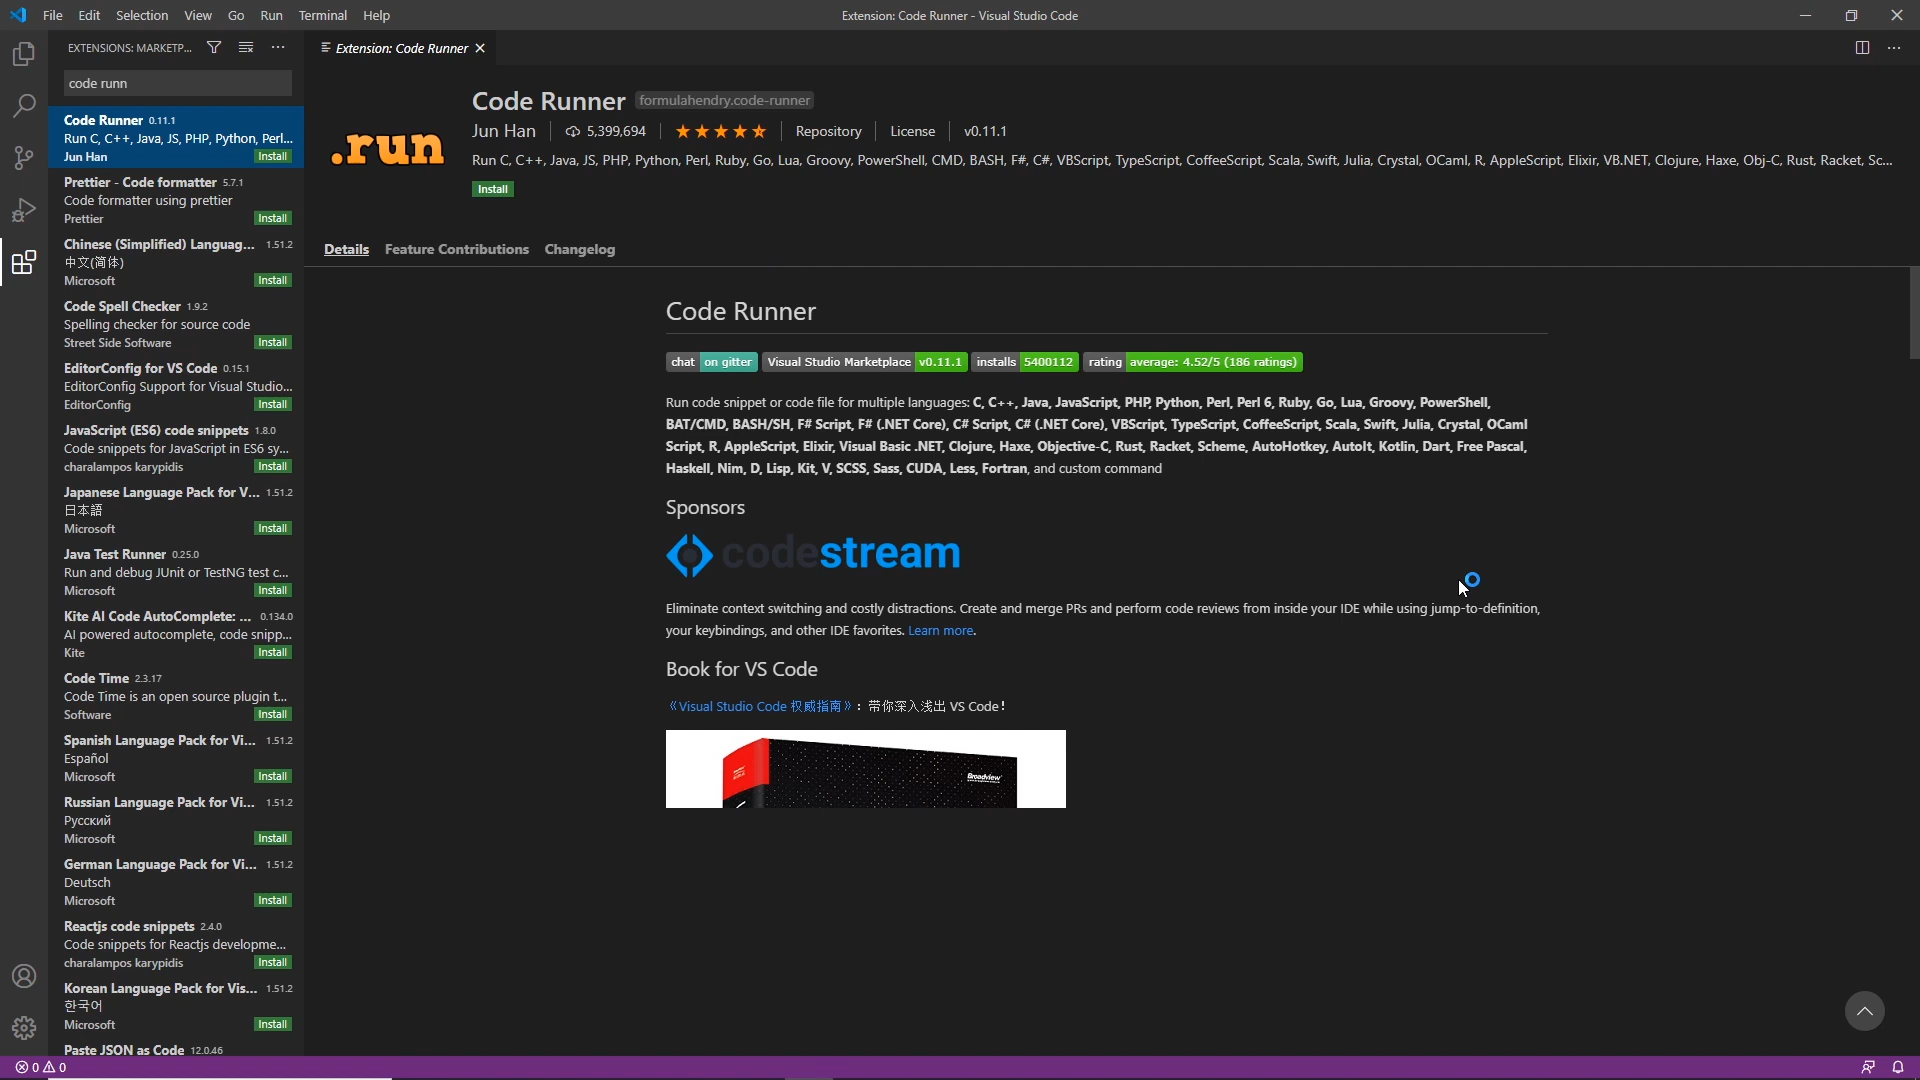 File Edit Selection View Go Run Terminal Help
Extension: Code Runner - Visual Studio Code
EXTENSIONS: MARKETP...
Extension: Code Runner
code runn
Code Runner 0.11.1
Run C, C++, Java, JS, PHP, Python, Perl...
Jun Han Install
Prettier - Code formatter 5.7.1
Code formatter using prettier
Prettier Install
Chinese (Simplified) Languag... 1.51.2
中文(简体)
Microsoft Install
Code Spell Checker 1.9.2
Spelling checker for source code
Street Side Software Install
EditorConfig for VS Code 0.15.1
EditorConfig Support for Visual Studio...
EditorConfig Install
JavaScript (ES6) code snippets 1.8.0
Code snippets for JavaScript in ES6 sy...
charalampos karypidis Install
Japanese Language Pack for V... 1.51.2
日本語
Microsoft Install
Java Test Runner 0.25.0
Run and debug JUnit or TestNG test c...
Microsoft Install
Kite AI Code AutoComplete: ... 0.134.0
AI powered autocomplete, code snipp...
Kite Install
Code Time 2.3.17
Code Time is an open source plugin t...
Software Install
Spanish Language Pack for Vi... 1.51.2
Español
Microsoft Install
Russian Language Pack for Vi... 1.51.2
Русский
Microsoft Install
German Language Pack for Vi... 1.51.2
Deutsch
Microsoft Install
Reactjs code snippets 2.4.0
Code snippets for Reactjs developme...
charalampos karypidis Install
Korean Language Pack for Vis... 1.51.2
한국어
Microsoft Install
Paste JSON as Code 12.0.46
0 0
.run
Code Runner formulahendry.code-runner
Jun Han 5,399,694 Repository License v0.11.1
Run C, C++, Java, JS, PHP, Python, Perl, Ruby, Go, Lua, Groovy, PowerShell, CMD, BASH, F#, C#, VBScript, TypeScript, CoffeeScript, Scala, Swift, Julia, Crystal, OCaml, R, AppleScript, Elixir, VB.NET, Clojure, Haxe, Obj-C, Rust, Racket, Sc...
Install
Details Feature Contributions Changelog
Code Runner
chat on gitter Visual Studio Marketplace v0.11.1 installs 5400112 rating average: 4.52/5 (186 ratings)
Run code snippet or code file for multiple languages: C, C++, Java, JavaScript, PHP, Python, Perl, Perl 6, Ruby, Go, Lua, Groovy, PowerShell,
BAT/CMD, BASH/SH, F# Script, F# (.NET Core), C# Script, C# (.NET Core), VBScript, TypeScript, CoffeeScript, Scala, Swift, Julia, Crystal, OCaml
Script, R, AppleScript, Elixir, Visual Basic .NET, Clojure, Haxe, Objective-C, Rust, Racket, Scheme, AutoHotkey, AutoIt, Kotlin, Dart, Free Pascal,
Haskell, Nim, D, Lisp, Kit, V, SCSS, Sass, CUDA, Less, Fortran, and custom command
Sponsors
codestream
Eliminate context switching and costly distractions. Create and merge PRs and perform code reviews from inside your IDE while using jump-to-definition,
your keybindings, and other IDE favorites. Learn more.
Book for VS Code
《Visual Studio Code 权威指南》：带你深入浅出 VS Code！
Broadview